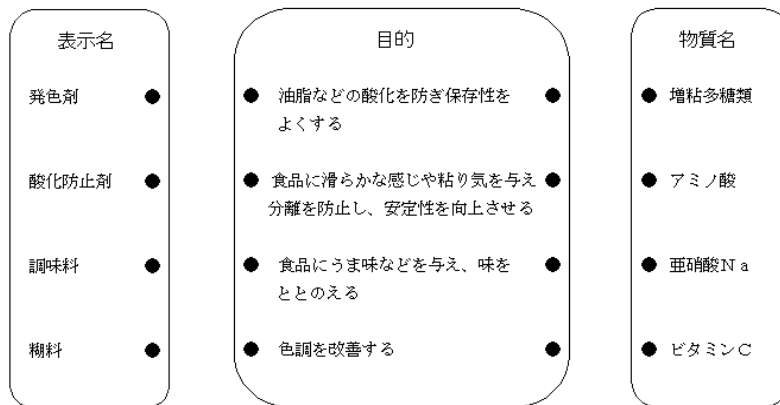 表示名
発色剤
酸化防止剤
調味料
糊料
目的
油脂などの酸化を防ぎ保存性を
よくする
食品に滑らかな感じや粘り気を与え
分離を防止し、安定性を向上させる
食品にうま味などを与え、味を
ととのえる
色調を改善する
物質名
増粘多糖類
アミノ酸
亜硝酸Ｎａ
ビタミンＣ